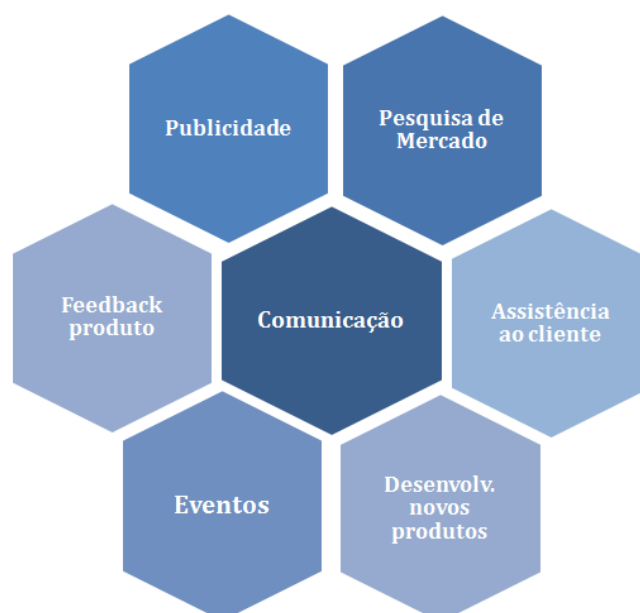 Publicidade
Pesquisa de
Mercado
Feedback
produto
Comunicação
Assistência
ao cliente
Eventos
Desenvolv.
novos
produtos